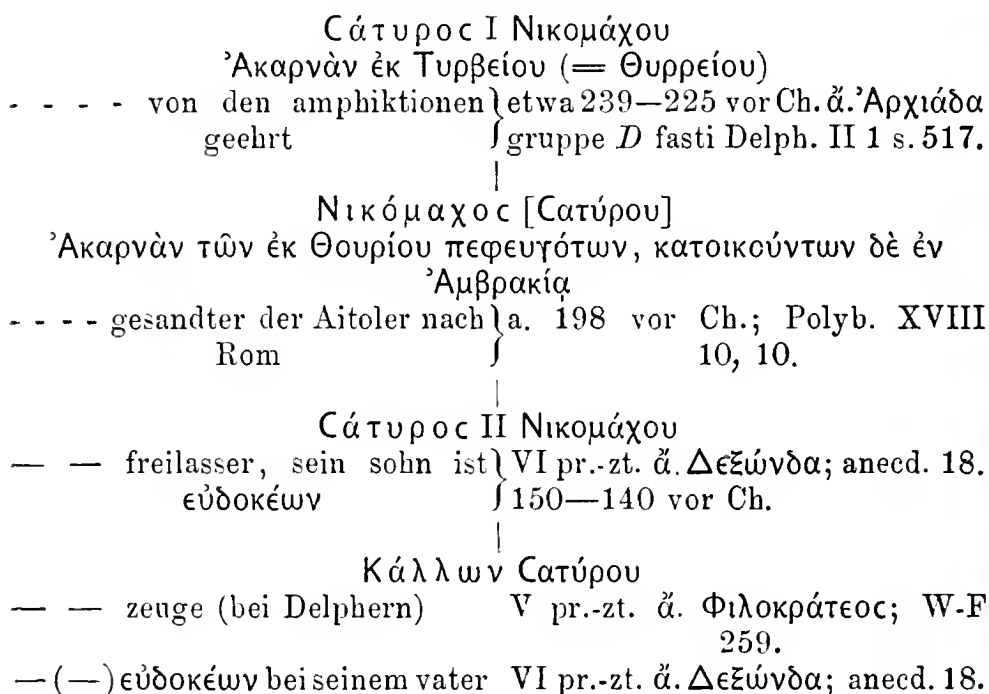 Cάτυρος I Νικομάχου
Ἀκαρνὰν ἐκ Τυρβείου (= Θυρρείου)
- - - - von den amphiktionen } etwa 239—225 vor Ch. ἄ. Ἀρχιάδα
geehrt } gruppe D fasti Delph. II 1 s. 517.
Νικόμαχος [Cατύρου]
Ἀκαρνὰν τῶν ἐκ Θουρίου πεφευγότων, κατοικούντων δὲ ἐν
Ἀμβρακίᾳ
- - - - gesandter der Aitoler nach } a. 198 vor Ch.; Polyb. XVIII
Rom } 10, 10.
Cάτυρος II Νικομάχου
— — freilasser, sein sohn ist } VI pr.-zt. ἄ. Δεξώνδα; anecd. 18.
εὐδοκέων } 150—140 vor Ch.
Κάλλων Cατύρου
— — zeuge (bei Delphern) V pr.-zt. ἄ. Φιλοκράτεος; W-F
259.
— (—) εὐδοκέων bei seinem vater VI pr.-zt. ἄ. Δεξώνδα; anecd. 18.